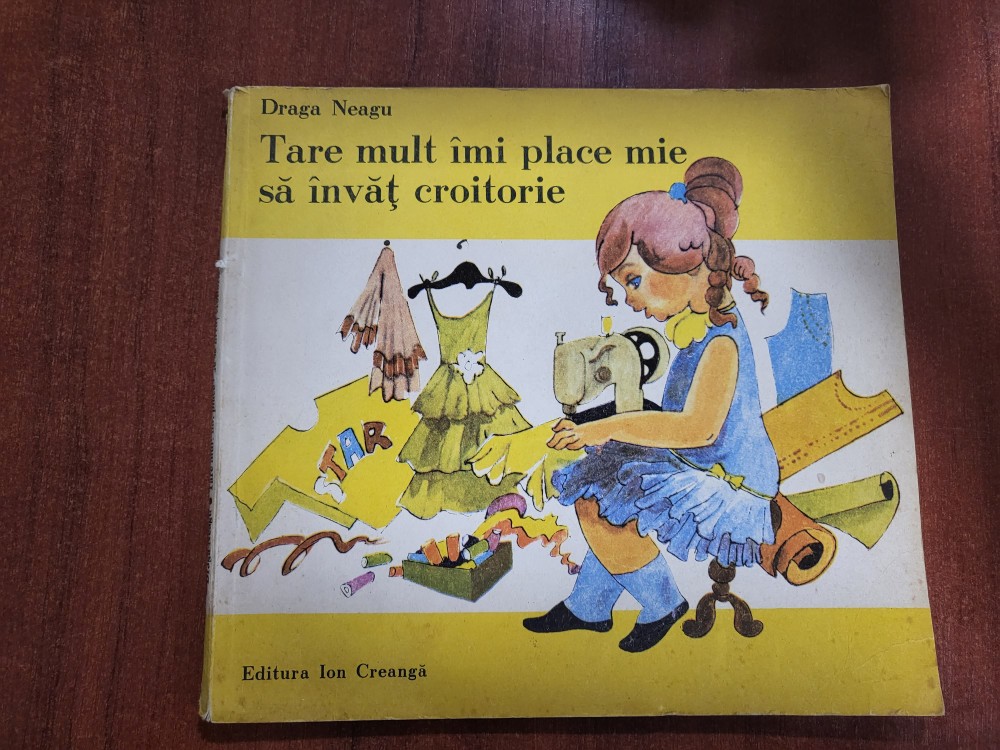 Draga Neagu
Tare mult îmi place mie
să învăţ croitorie
STAR
Editura Ion Creangă